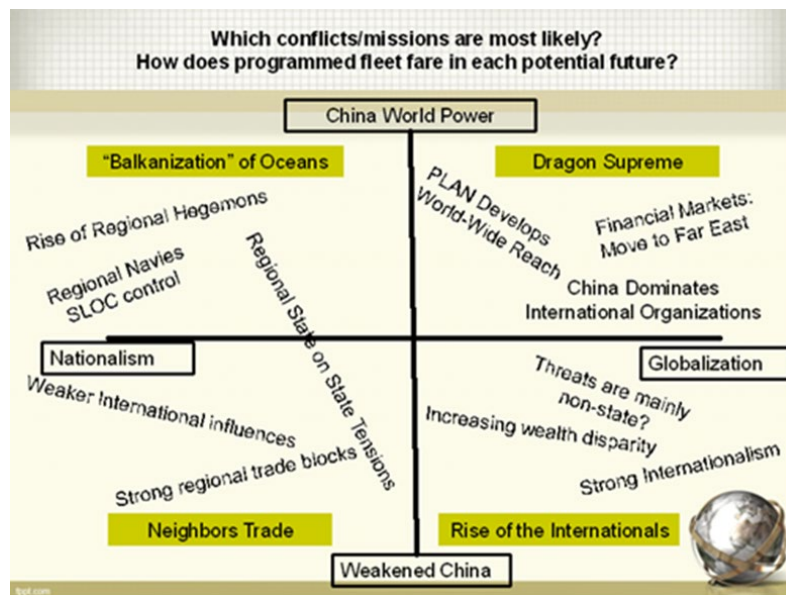 Which conflicts/missions are most likely?
How does programmed fleet fare in each potential future?
China World Power
“Balkanization” of Oceans
Dragon Supreme
Rise of Regional Hegemons
PLAN Develops
World-Wide Reach
Financial Markets:
Move to Far East
Regional Navies
SLOC control
Regional State on State Tensions
China Dominates
International Organizations
Nationalism
Globalization
Weaker International influences
Threats are mainly
non-state?
Increasing wealth disparity
Strong regional trade blocks
Strong Internationalism
Neighbors Trade
Rise of the Internationals
Weakened China
fppt.com